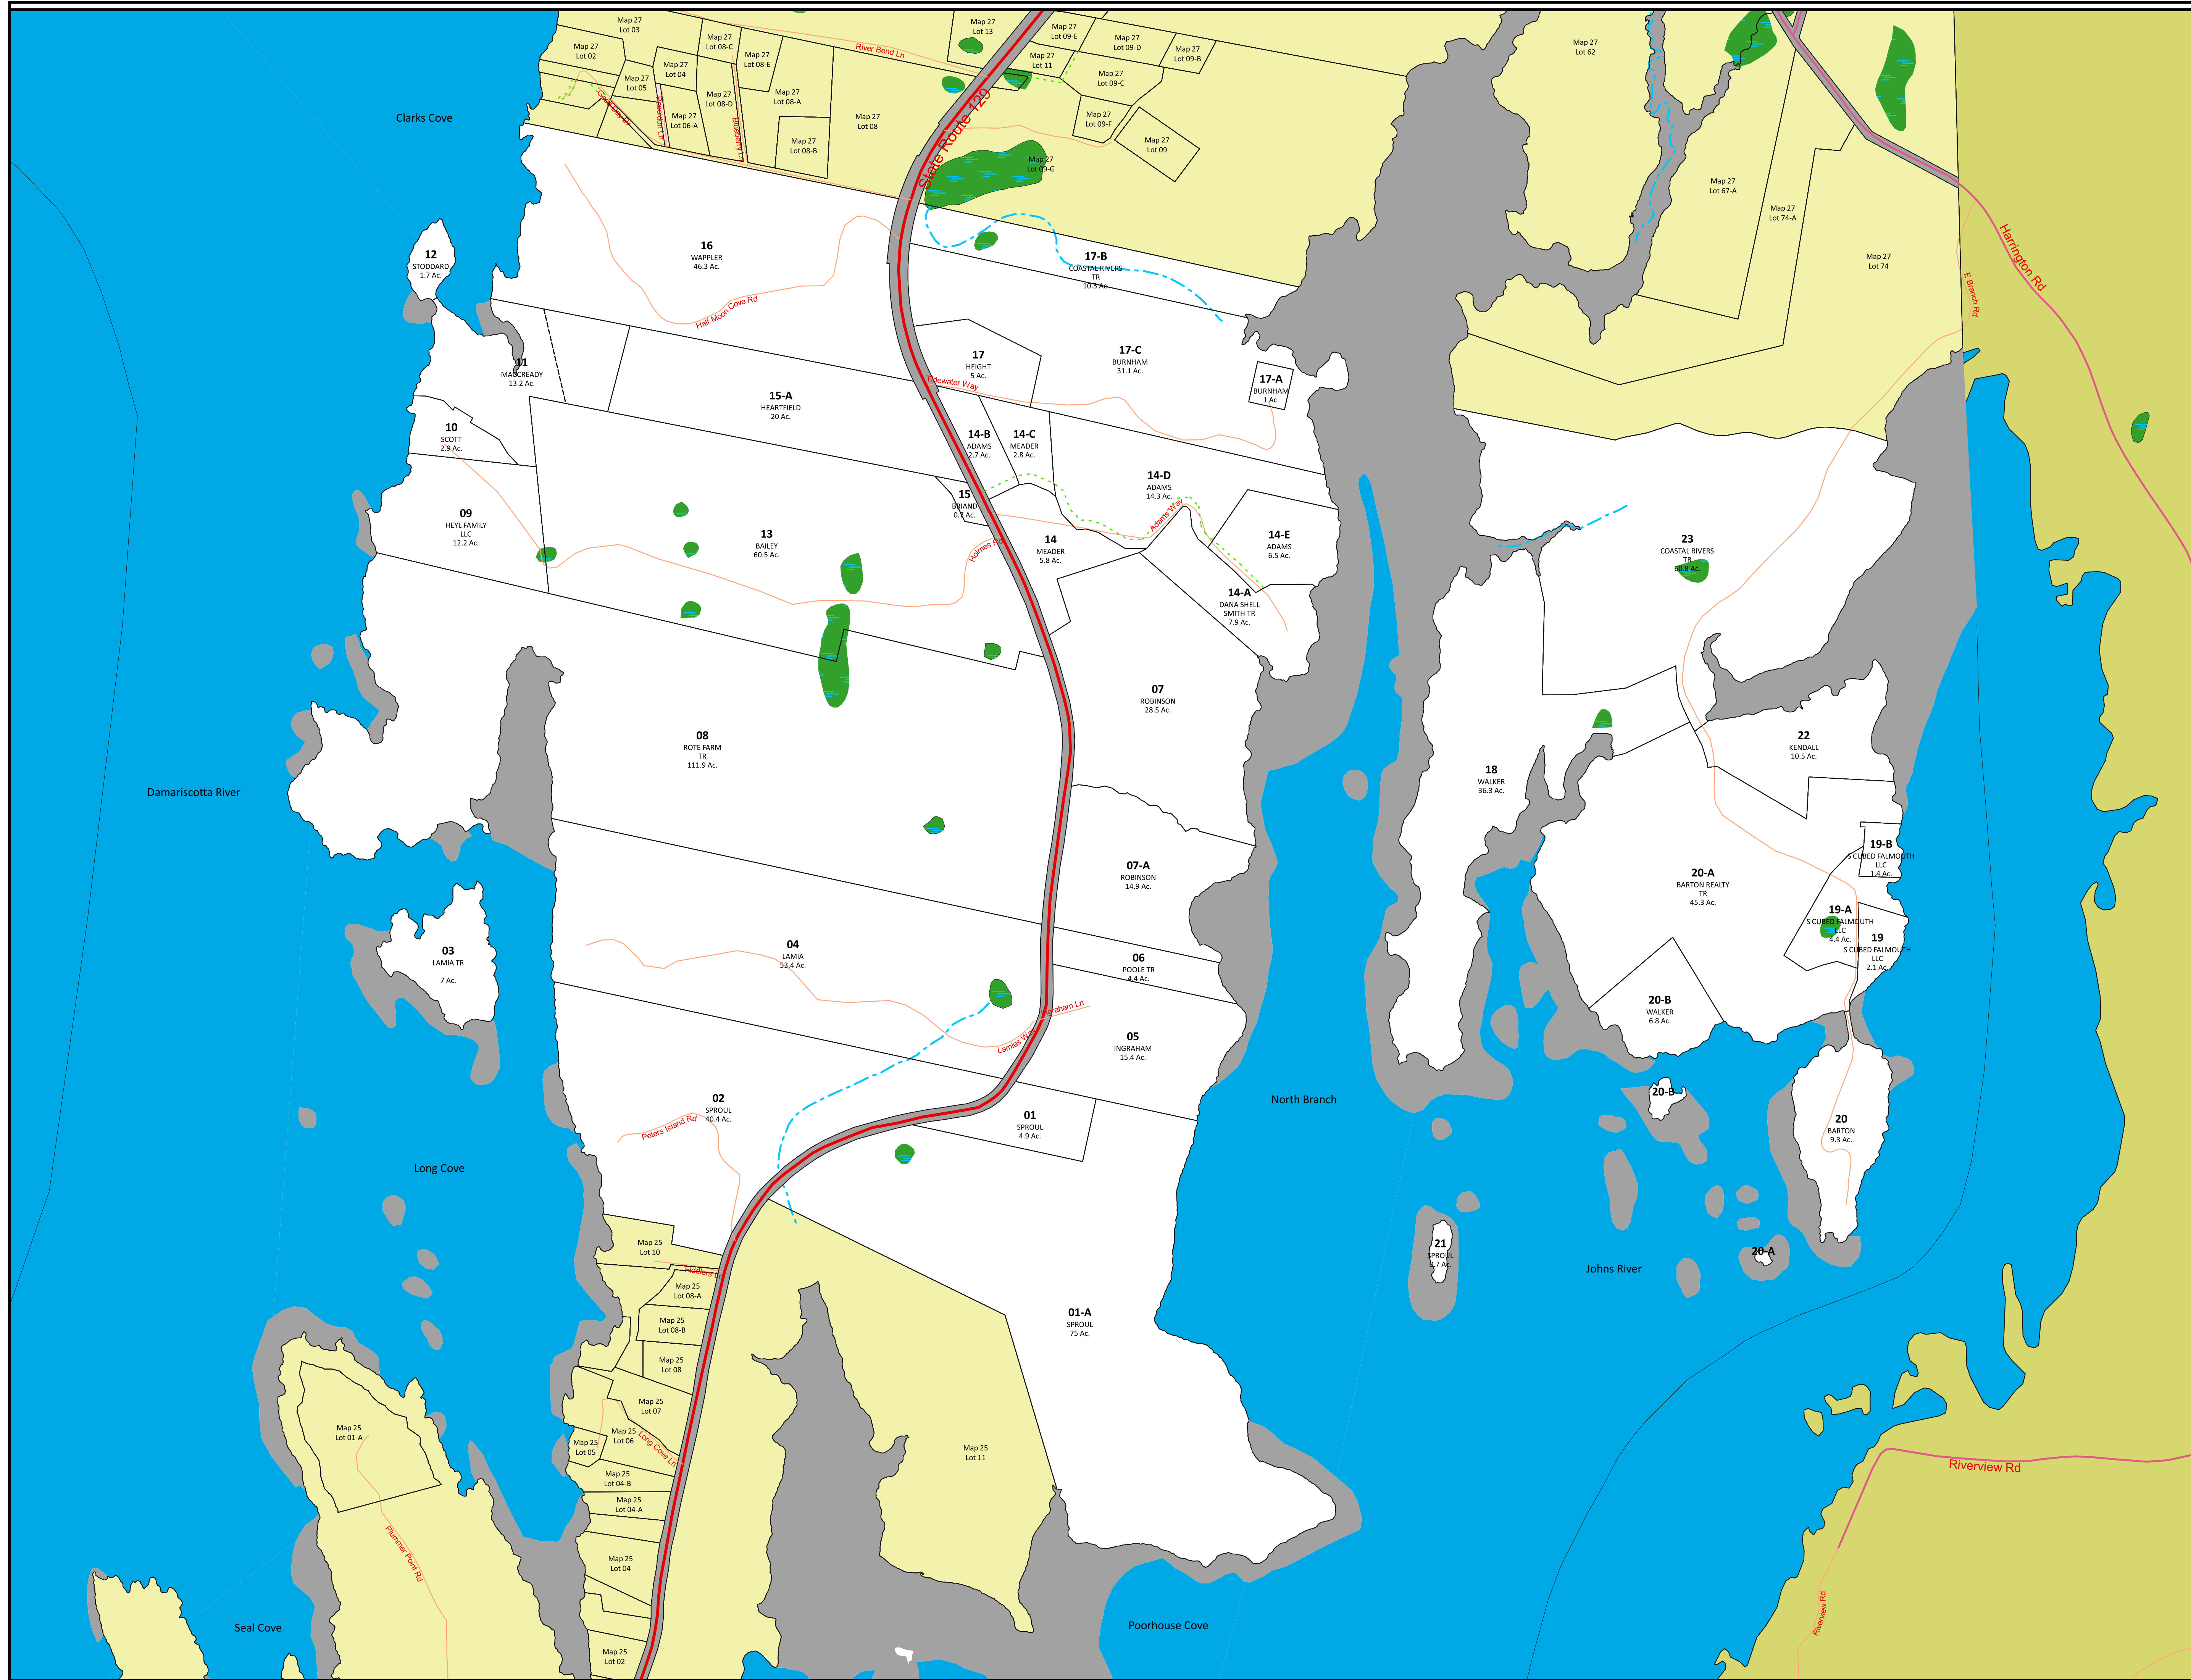 Map 27
Lot 03
Map 27
Lot 02
Map 27
Lot 08-C
Map 27
Lot 08-E
Map 27
Lot 04
Map 27
Lot 05
Map 27
Lot 08-D
Map 27
Lot 06-A
Map 27
Lot 08-A
Map 27
Lot 08-B
Map 27
Lot 08
River Bend Ln
Blueberry Ln
Map 27
Lot 13
Map 27
Lot 09-E
Map 27
Lot 11
Map 27
Lot 09-D
Map 27
Lot 09-B
Map 27
Lot 09-C
Map 27
Lot 09-F
Map 27
Lot 09
Map 27
Lot 09-G
State Route 129
Map 27
Lot 62
Map 27
Lot 67-A
Map 27
Lot 74-A
Map 27
Lot 74
Harrington Rd
E Branch Rd
Clarks Cove
12
STODDARD
1.7 Ac.
16
WAPPLER
46.3 Ac.
Half Moon Cove Rd
17-B
COASTAL RIVERS
TR
10.5 Ac.
11
MACCREADY
13.2 Ac.
17
HEIGHT
5 Ac.
17-C
BURNHAM
31.1 Ac.
17-A
BURNHAM
1 Ac.
Tidewater Way
15-A
HEARTFIELD
20 Ac.
10
SCOTT
2.9 Ac.
14-B
ADAMS
2.7 Ac.
14-C
MEADER
2.8 Ac.
14-D
ADAMS
14.3 Ac.
Adams Way
15
BRIAND
0.7 Ac.
09
HEYL FAMILY
LLC
12.2 Ac.
13
BAILEY
60.5 Ac.
Holmes Rd
14
MEADER
5.8 Ac.
14-E
ADAMS
6.5 Ac.
14-A
DANA SHELL
SMITH TR
7.9 Ac.
23
COASTAL RIVERS
TR
60.8 Ac.
07
ROBINSON
28.5 Ac.
08
ROTE FARM
TR
111.9 Ac.
22
KENDALL
10.5 Ac.
18
WALKER
36.3 Ac.
Damariscotta River
07-A
ROBINSON
14.9 Ac.
20-A
BARTON REALTY
TR
45.3 Ac.
19-B
S CUBED FALMOUTH
LLC
1.4 Ac.
19-A
S CUBED FALMOUTH
LLC
4.4 Ac.
19
S CUBED FALMOUTH
LLC
2.1 Ac.
03
LAMIA TR
7 Ac.
04
LAMIA
53.4 Ac.
06
POOLE TR
4.4 Ac.
Ingraham Ln
Lamias Way
05
INGRAHAM
15.4 Ac.
20-B
WALKER
6.8 Ac.
02
SPROUL
40.4 Ac.
Peters Island Rd
01
SPROUL
4.9 Ac.
North Branch
20-B
20
BARTON
9.3 Ac.
Long Cove
21
SPROUL
0.7 Ac.
20-A
Johns River
Map 25
Lot 10
Fiddlers Ln
Map 25
Lot 08-A
Map 25
Lot 08-B
Map 25
Lot 08
01-A
SPROUL
75 Ac.
Map 25
Lot 07
Map 25
Lot 06
Map 25
Lot 05
Long Cove Ln
Map 25
Lot 04-B
Map 25
Lot 04-A
Map 25
Lot 04
Map 25
Lot 02
Map 25
Lot 01-A
Plummer Point Rd
Map 25
Lot 11
Riverview Rd
Riverview Rd
Seal Cove
Poorhouse Cove